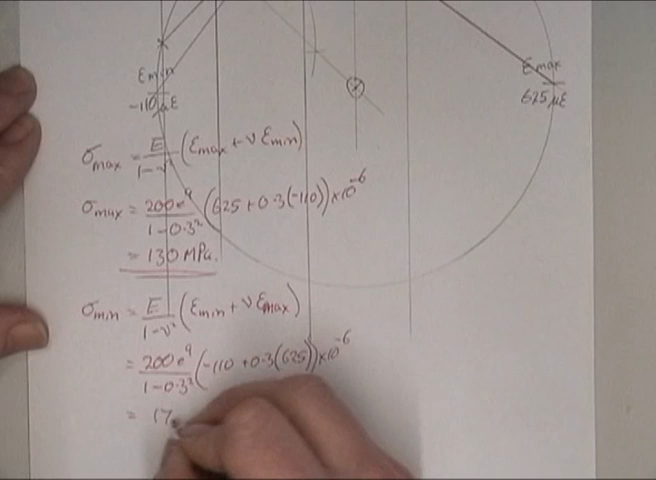 εmin
-110 με
εmax
625 με
σmax = E/1-ν² (εmax + ν εmin)
σmax = 200e⁹/1-0.3² (625 + 0.3(-110)) ×10⁻⁶
= 130 MPa.
σmin = E/1-ν² (εmin + ν εmax)
= 200e⁹/1-0.3² (-110 + 0.3(625)) ×10⁻⁶
= 17.